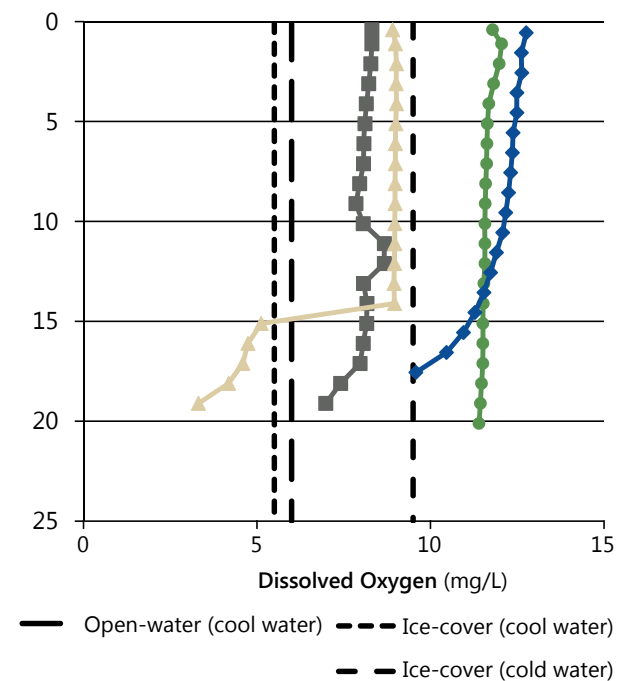 0
5
10
15
20
25
0 5 10 15
Dissolved Oxygen (mg/L)
Open-water (cool water) Ice-cover (cool water)
Ice-cover (cold water)